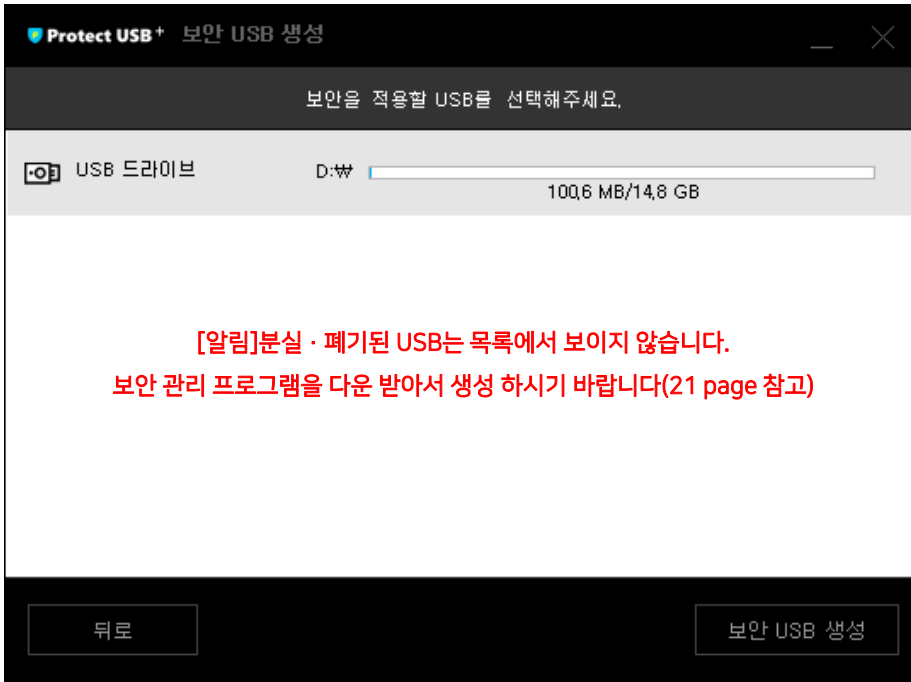 Protect USB+ 보안 USB 생성
보안을 적용할 USB를 선택해주세요.
USB 드라이브 D:₩
100,6 MB/14,8 GB
[알림]분실 · 폐기된 USB는 목록에서 보이지 않습니다.
보안 관리 프로그램을 다운 받아서 생성 하시기 바랍니다(21 page 참고)
뒤로 보안 USB 생성